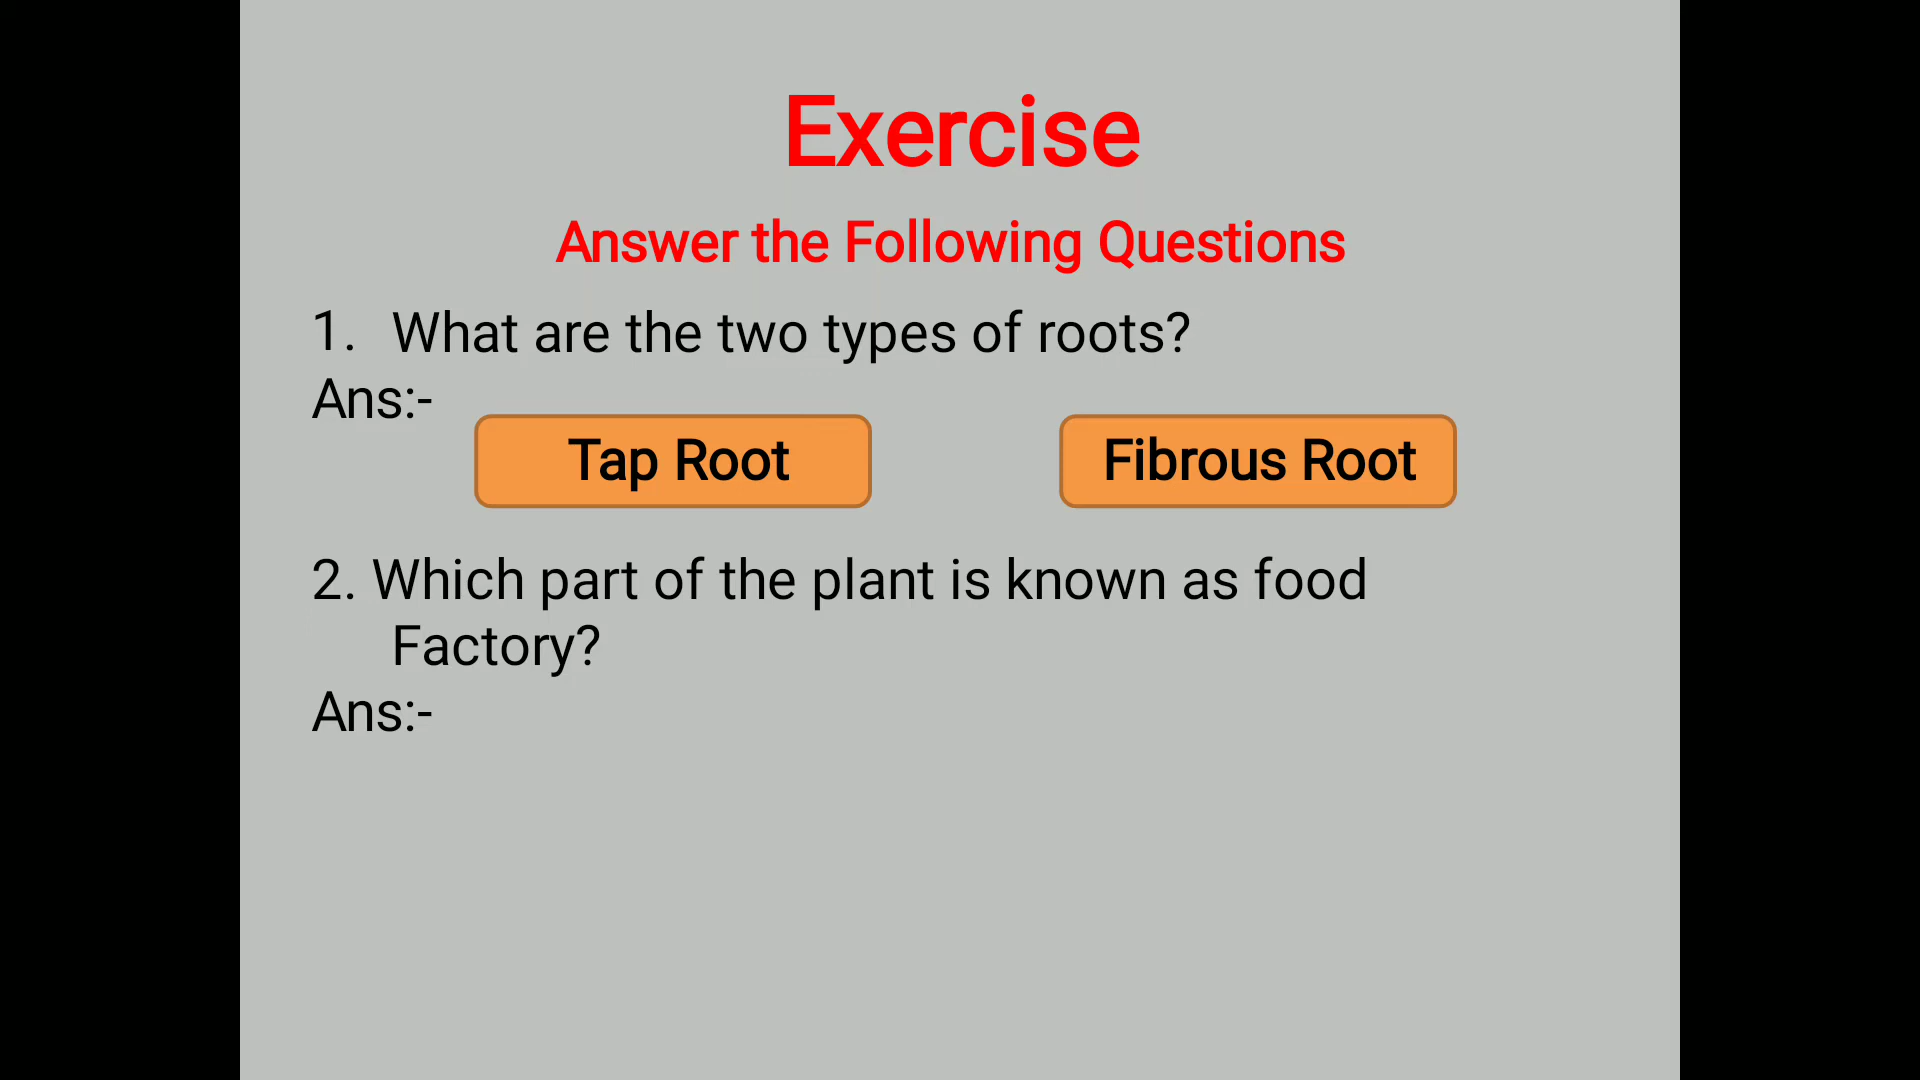 Exercise
Answer the Following Questions
1. What are the two types of roots?
Ans:-
Tap Root Fibrous Root
2. Which part of the plant is known as food
Factory?
Ans:-